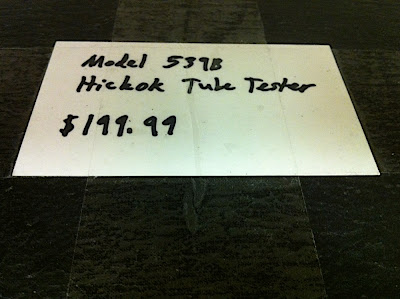 Model 539B
Hickok Tube Tester
$199.99